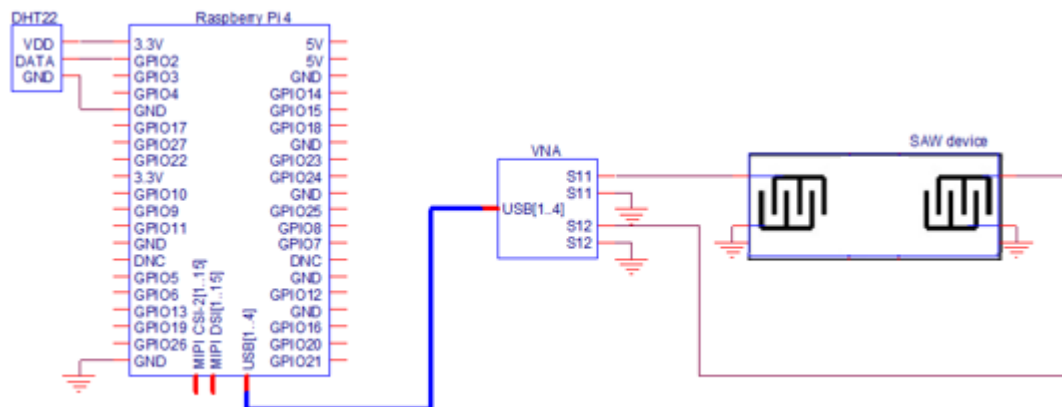 DHT22
VDD
DATA
GND
Raspberry Pi 4
3.3V
GPIO2
GPIO3
GPIO4
GND
GPIO17
GPIO27
GPIO22
3.3V
GPIO10
GPIO9
GPIO11
GND
DNC
GPIO5
GPIO6
GPIO13
GPIO19
GPIO26
GND
5V
5V
GND
GPIO14
GPIO15
GPIO18
GND
GPIO23
GPIO24
GND
GPIO25
GPIO8
GPIO7
DNC
GND
GPIO12
GND
GPIO16
GPIO20
GPIO21
MIPI CSI-2[1..15]
MIPI DSI[1..15]
USB[1..4]
VNA
USB[1..4]
S11
S11
S12
S12
SAW device